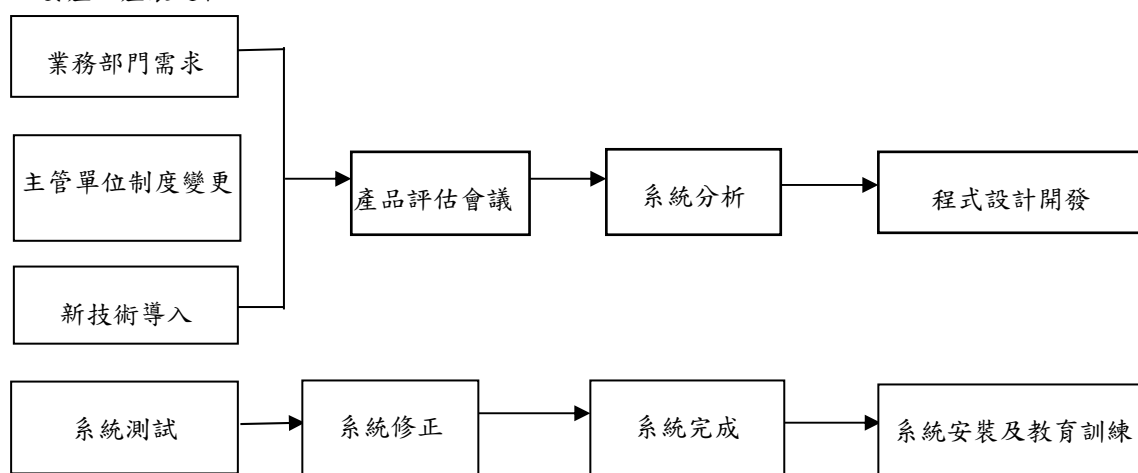 業務部門需求
主管單位制度變更
產品評估會議
系統分析
程式設計開發
新技術導入
系統測試
系統修正
系統完成
系統安裝及教育訓練